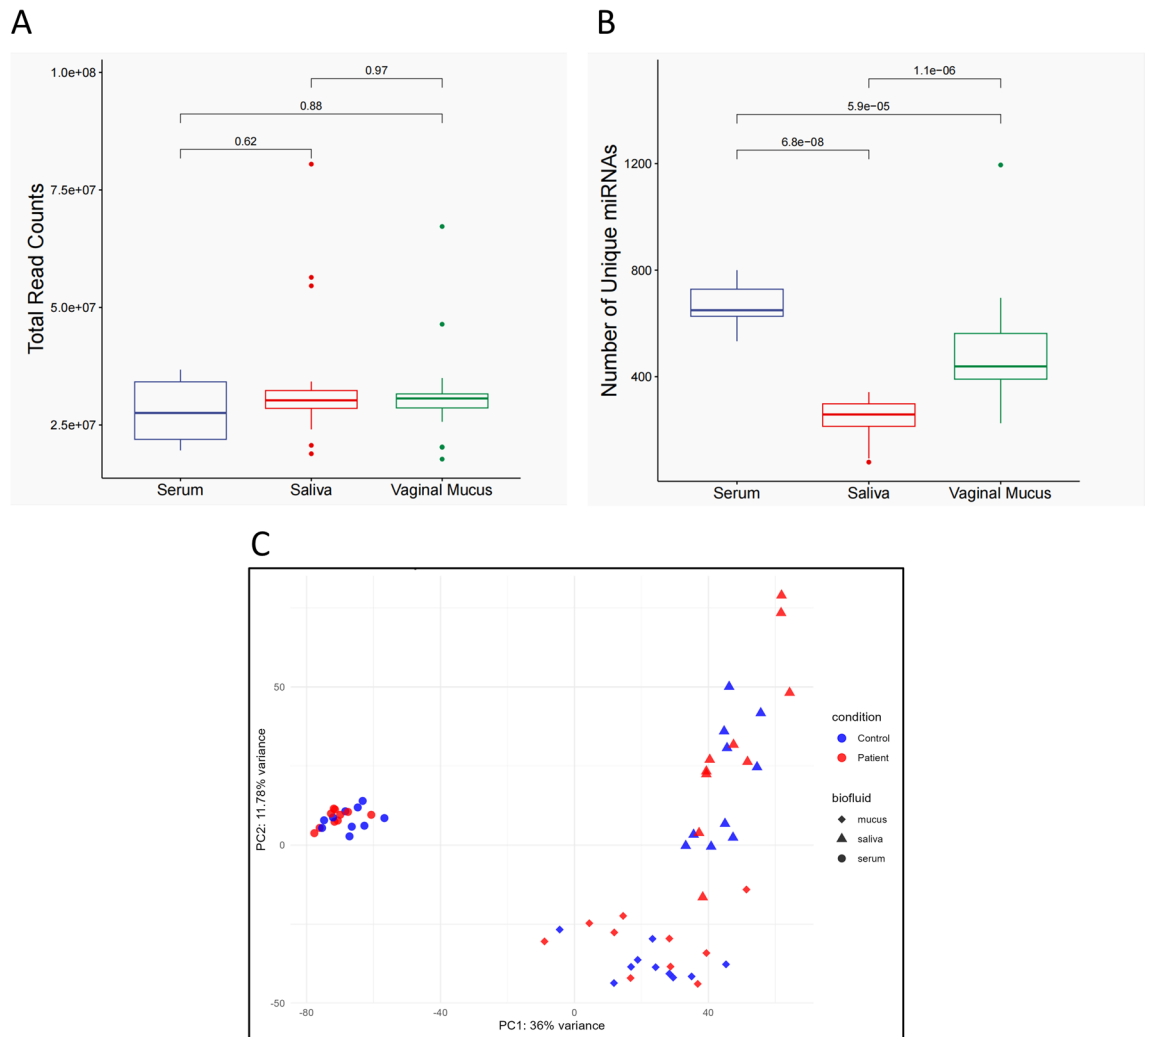 A
B
1.0e+08
7.5e+07
5.0e+07
2.5e+07
Total Read Counts
0.97
0.88
0.62
Serum Saliva Vaginal Mucus
1200
800
400
Number of Unique miRNAs
1.1e−06
5.9e−05
6.8e−08
Serum Saliva Vaginal Mucus
C
50
0
-50
PC2: 11.78% variance
-80 -40 0 40
PC1: 36% variance
condition
Control
Patient
biofluid
mucus
saliva
serum